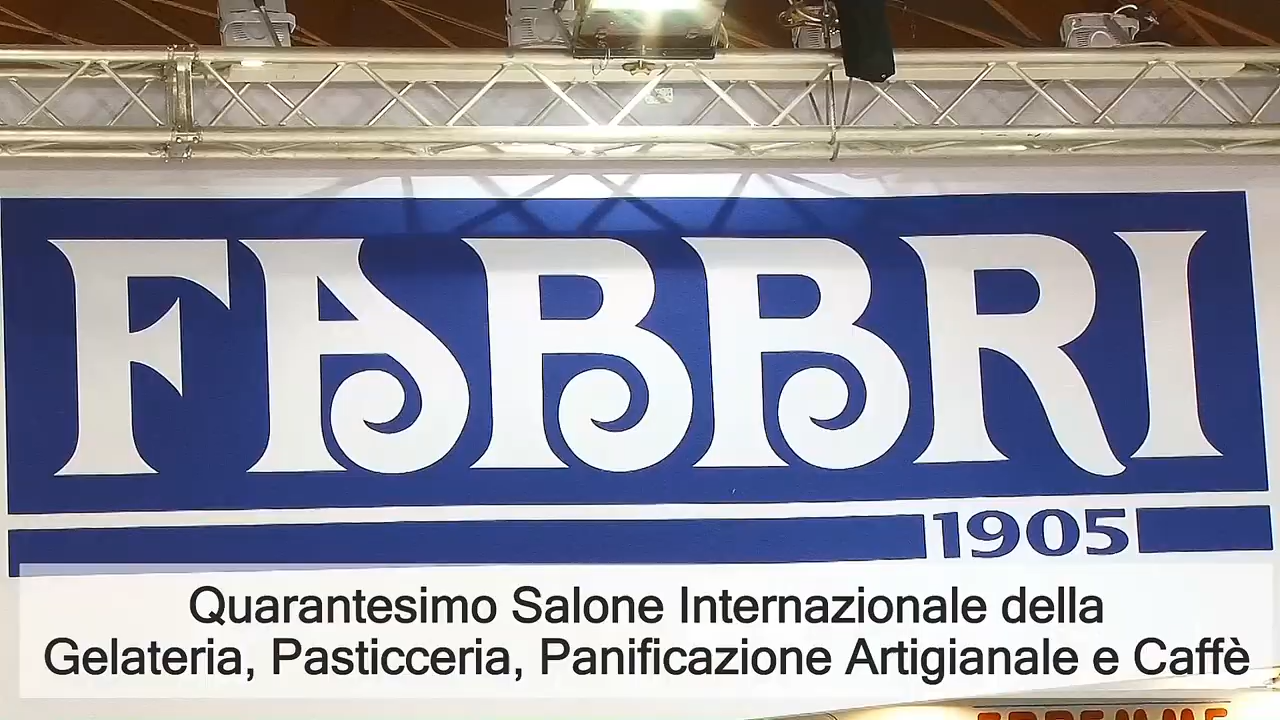 FABBRI
1905
Quarantesimo Salone Internazionale della
Gelateria, Pasticceria, Panificazione Artigianale e Caffè